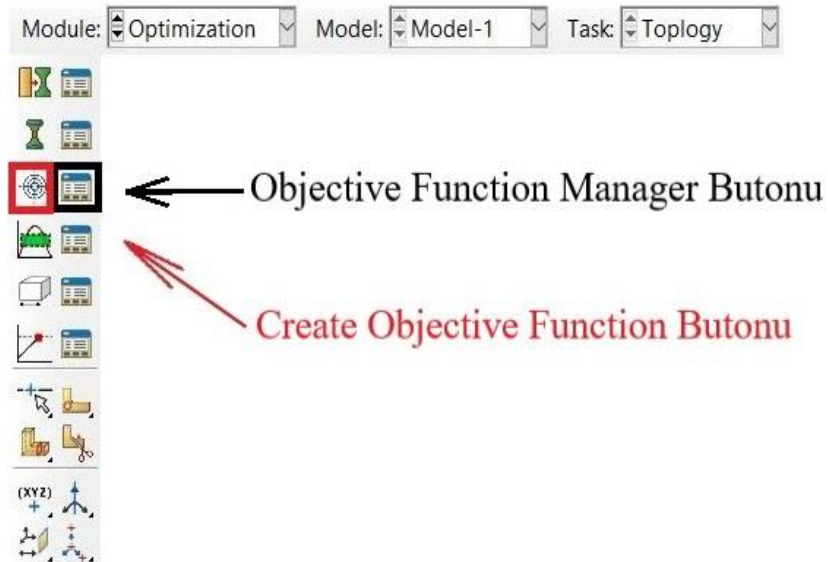 Module: Optimization Model: Model-1 Task: Toplogy
Objective Function Manager Butonu
Create Objective Function Butonu
(XYZ)